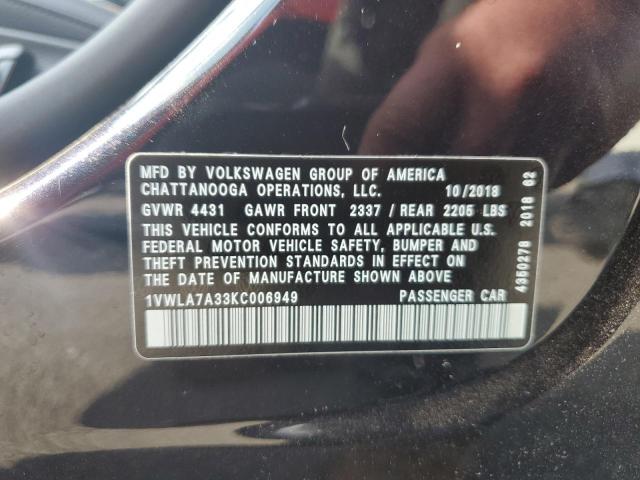 MFD BY VOLKSWAGEN GROUP OF AMERICA
CHATTANOOGA OPERATIONS, LLC. 10/2018
GVWR 4431 GAWR FRONT 2337 / REAR 2205 LBS
THIS VEHICLE CONFORMS TO ALL APPLICABLE U.S.
FEDERAL MOTOR VEHICLE SAFETY, BUMPER AND
THEFT PREVENTION STANDARDS IN EFFECT ON
THE DATE OF MANUFACTURE SHOWN ABOVE
1VWLA7A33KC006949 PASSENGER CAR
4350278 2018 02